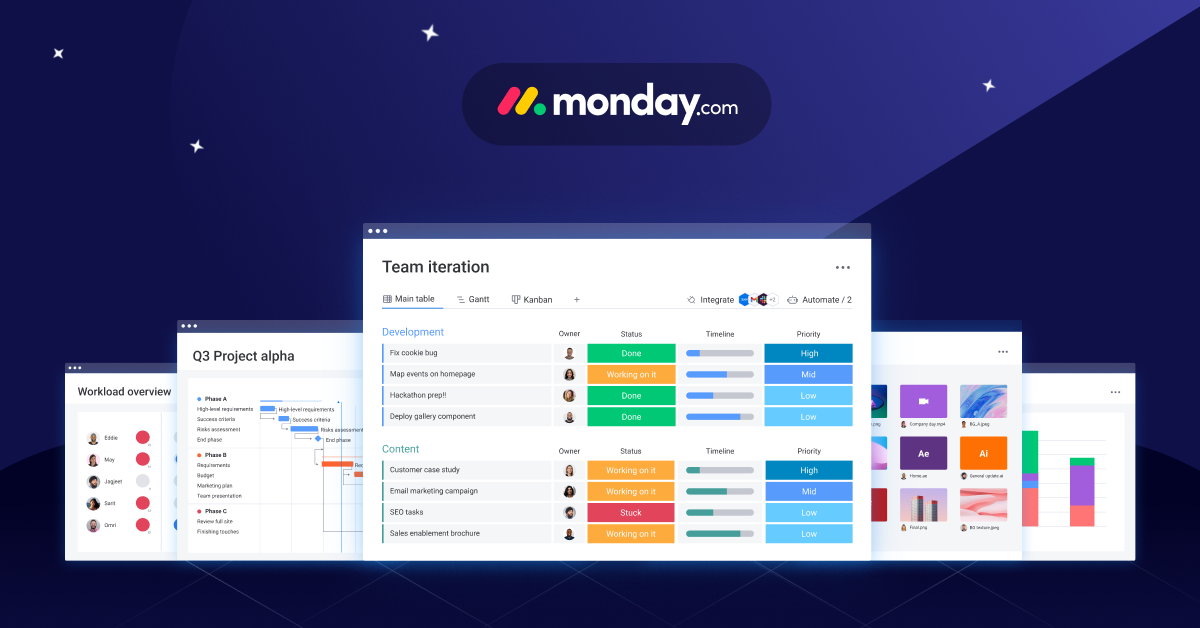 monday.com
Team iteration
Main table
Gantt
Kanban
+
Integrate
+2
Automate / 2
Development
Owner
Status
Timeline
Priority
Fix cookie bug
Done
High
Map events on homepage
Working on it
Mid
Hackathon prep!!
Done
Low
Deploy gallery component
Done
Low
Content
Owner
Status
Timeline
Priority
Customer case study
Working on it
High
Email marketing campaign
Working on it
Mid
SEO tasks
Stuck
Low
Sales enablement brochure
Working on it
Low
Q3 Project alpha
Phase A
High-level requirements
High-level requirements
Success criteria
Success criteria
Risks assessment
Risks assessment
End phase
End phase
Phase B
Requirements
Budget
Marketing plan
Team presentation
Phase C
Review full site
Finishing touches
Workload overview
Eddie
May
Jagjeet
Sarit
Omri
.png
Company day.mp4
BG_4.jpeg
Ae
Ai
Home.ae
General update.ai
Final.png
BG texture.jpeg